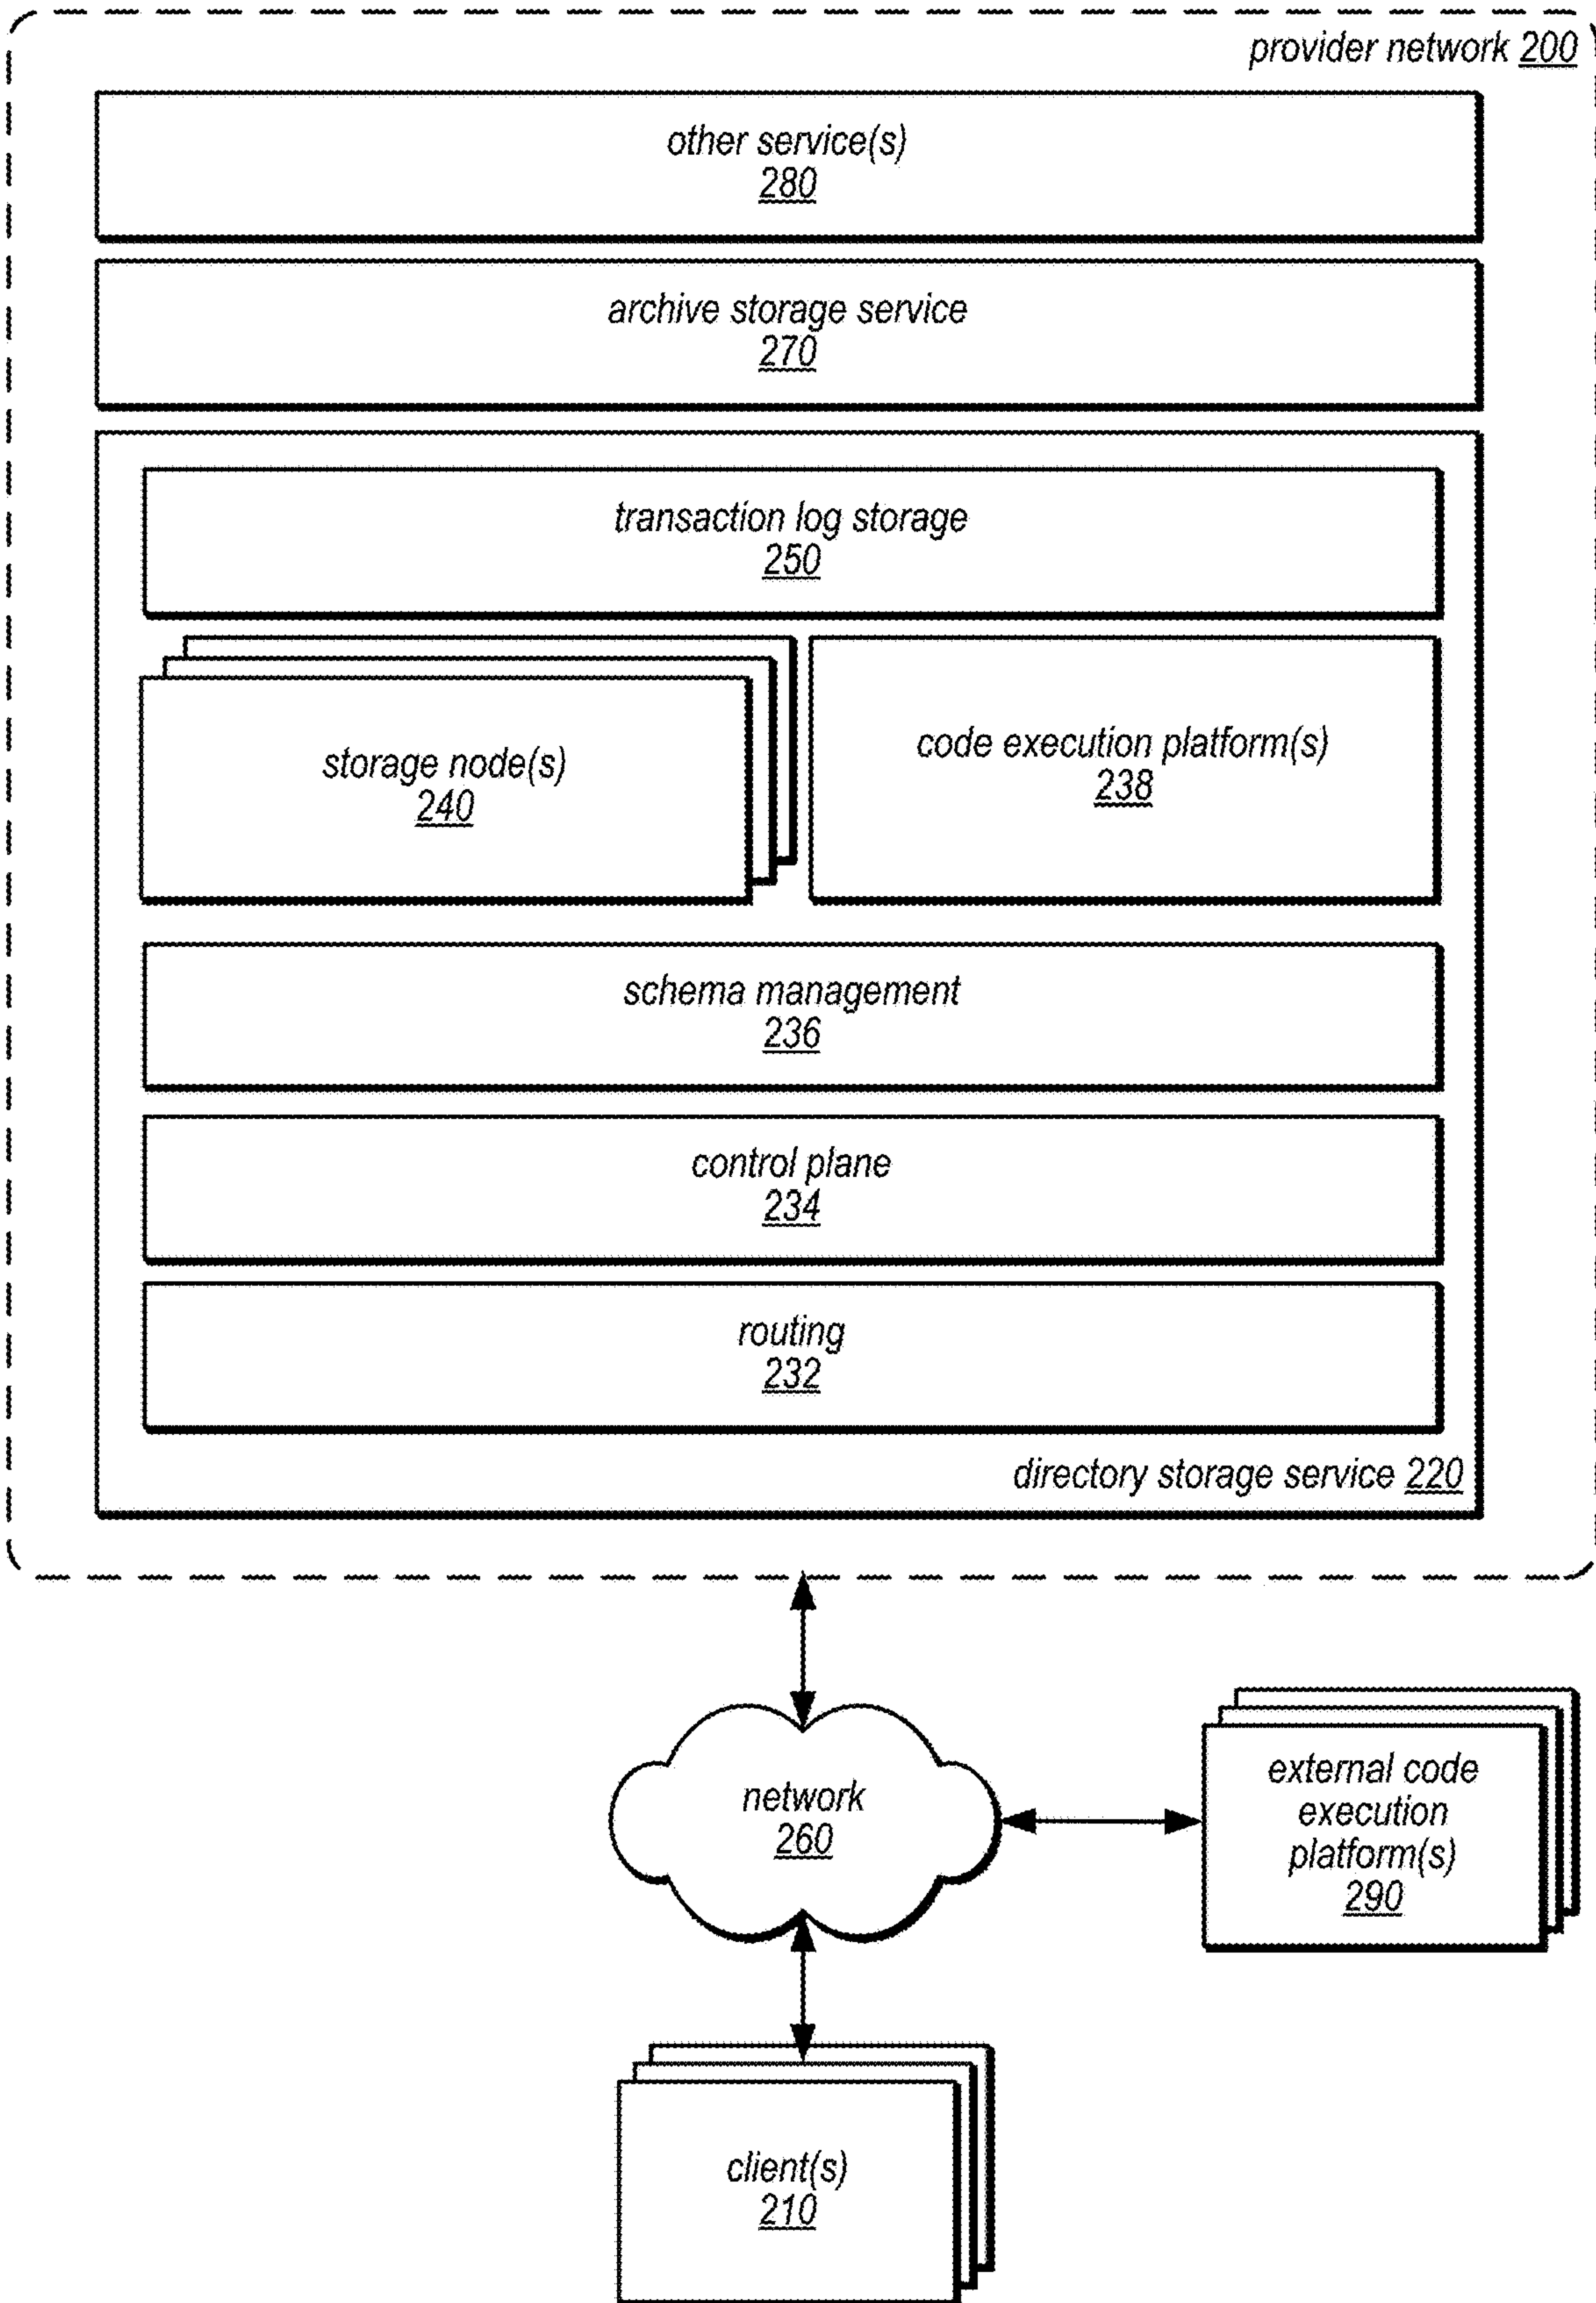 provider network 200
other service(s)
280
archive storage service
270
transaction log storage
250
storage node(s)
240
code execution platform(s)
238
schema management
236
control plane
234
routing
232
directory storage service 220
network
260
external code
execution
platform(s)
290
client(s)
210